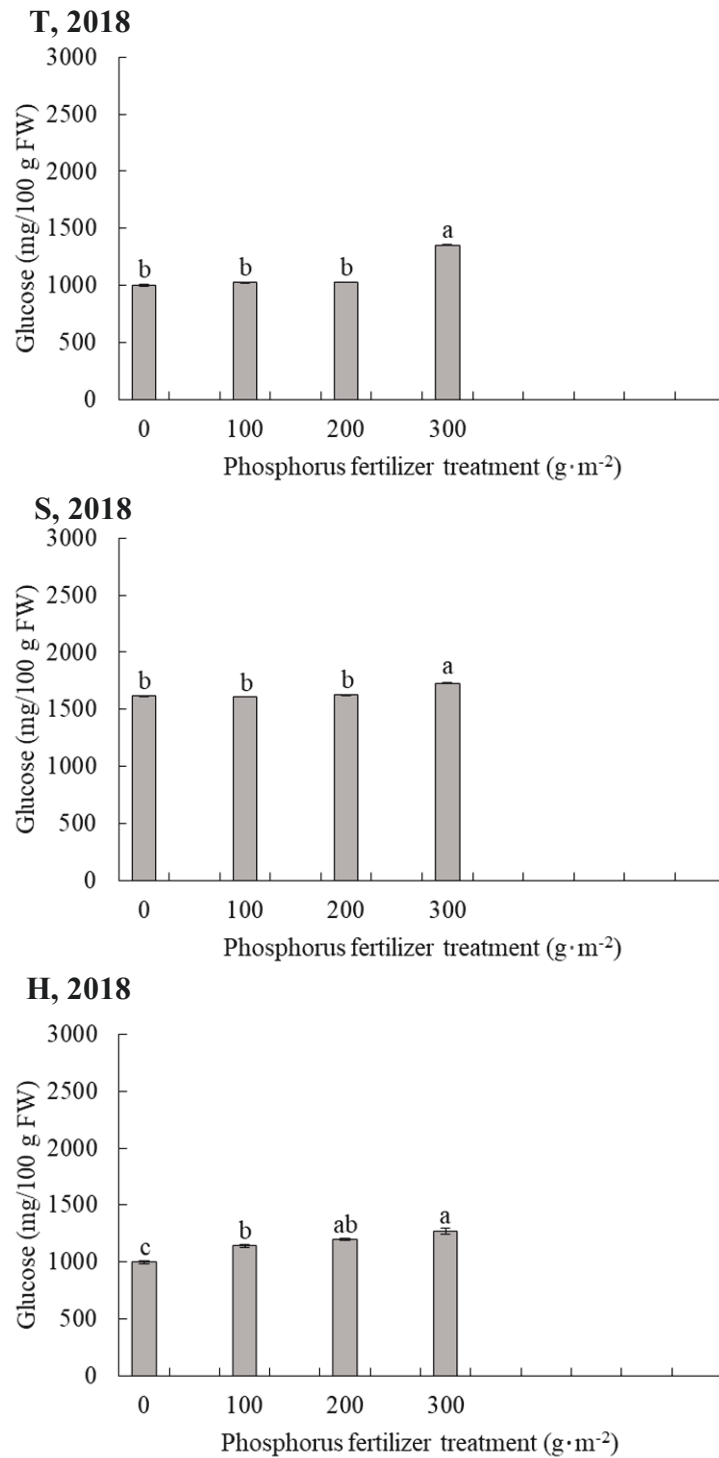 T, 2018
3000
2500
2000
1500
1000
500
0
Glucose (mg/100 g FW)
b b b a
0 100 200 300
Phosphorus fertilizer treatment (g·m⁻²)
S, 2018
3000
2500
2000
1500
1000
500
0
Glucose (mg/100 g FW)
b b b a
0 100 200 300
Phosphorus fertilizer treatment (g·m⁻²)
H, 2018
3000
2500
2000
1500
1000
500
0
Glucose (mg/100 g FW)
c b ab a
0 100 200 300
Phosphorus fertilizer treatment (g·m⁻²)